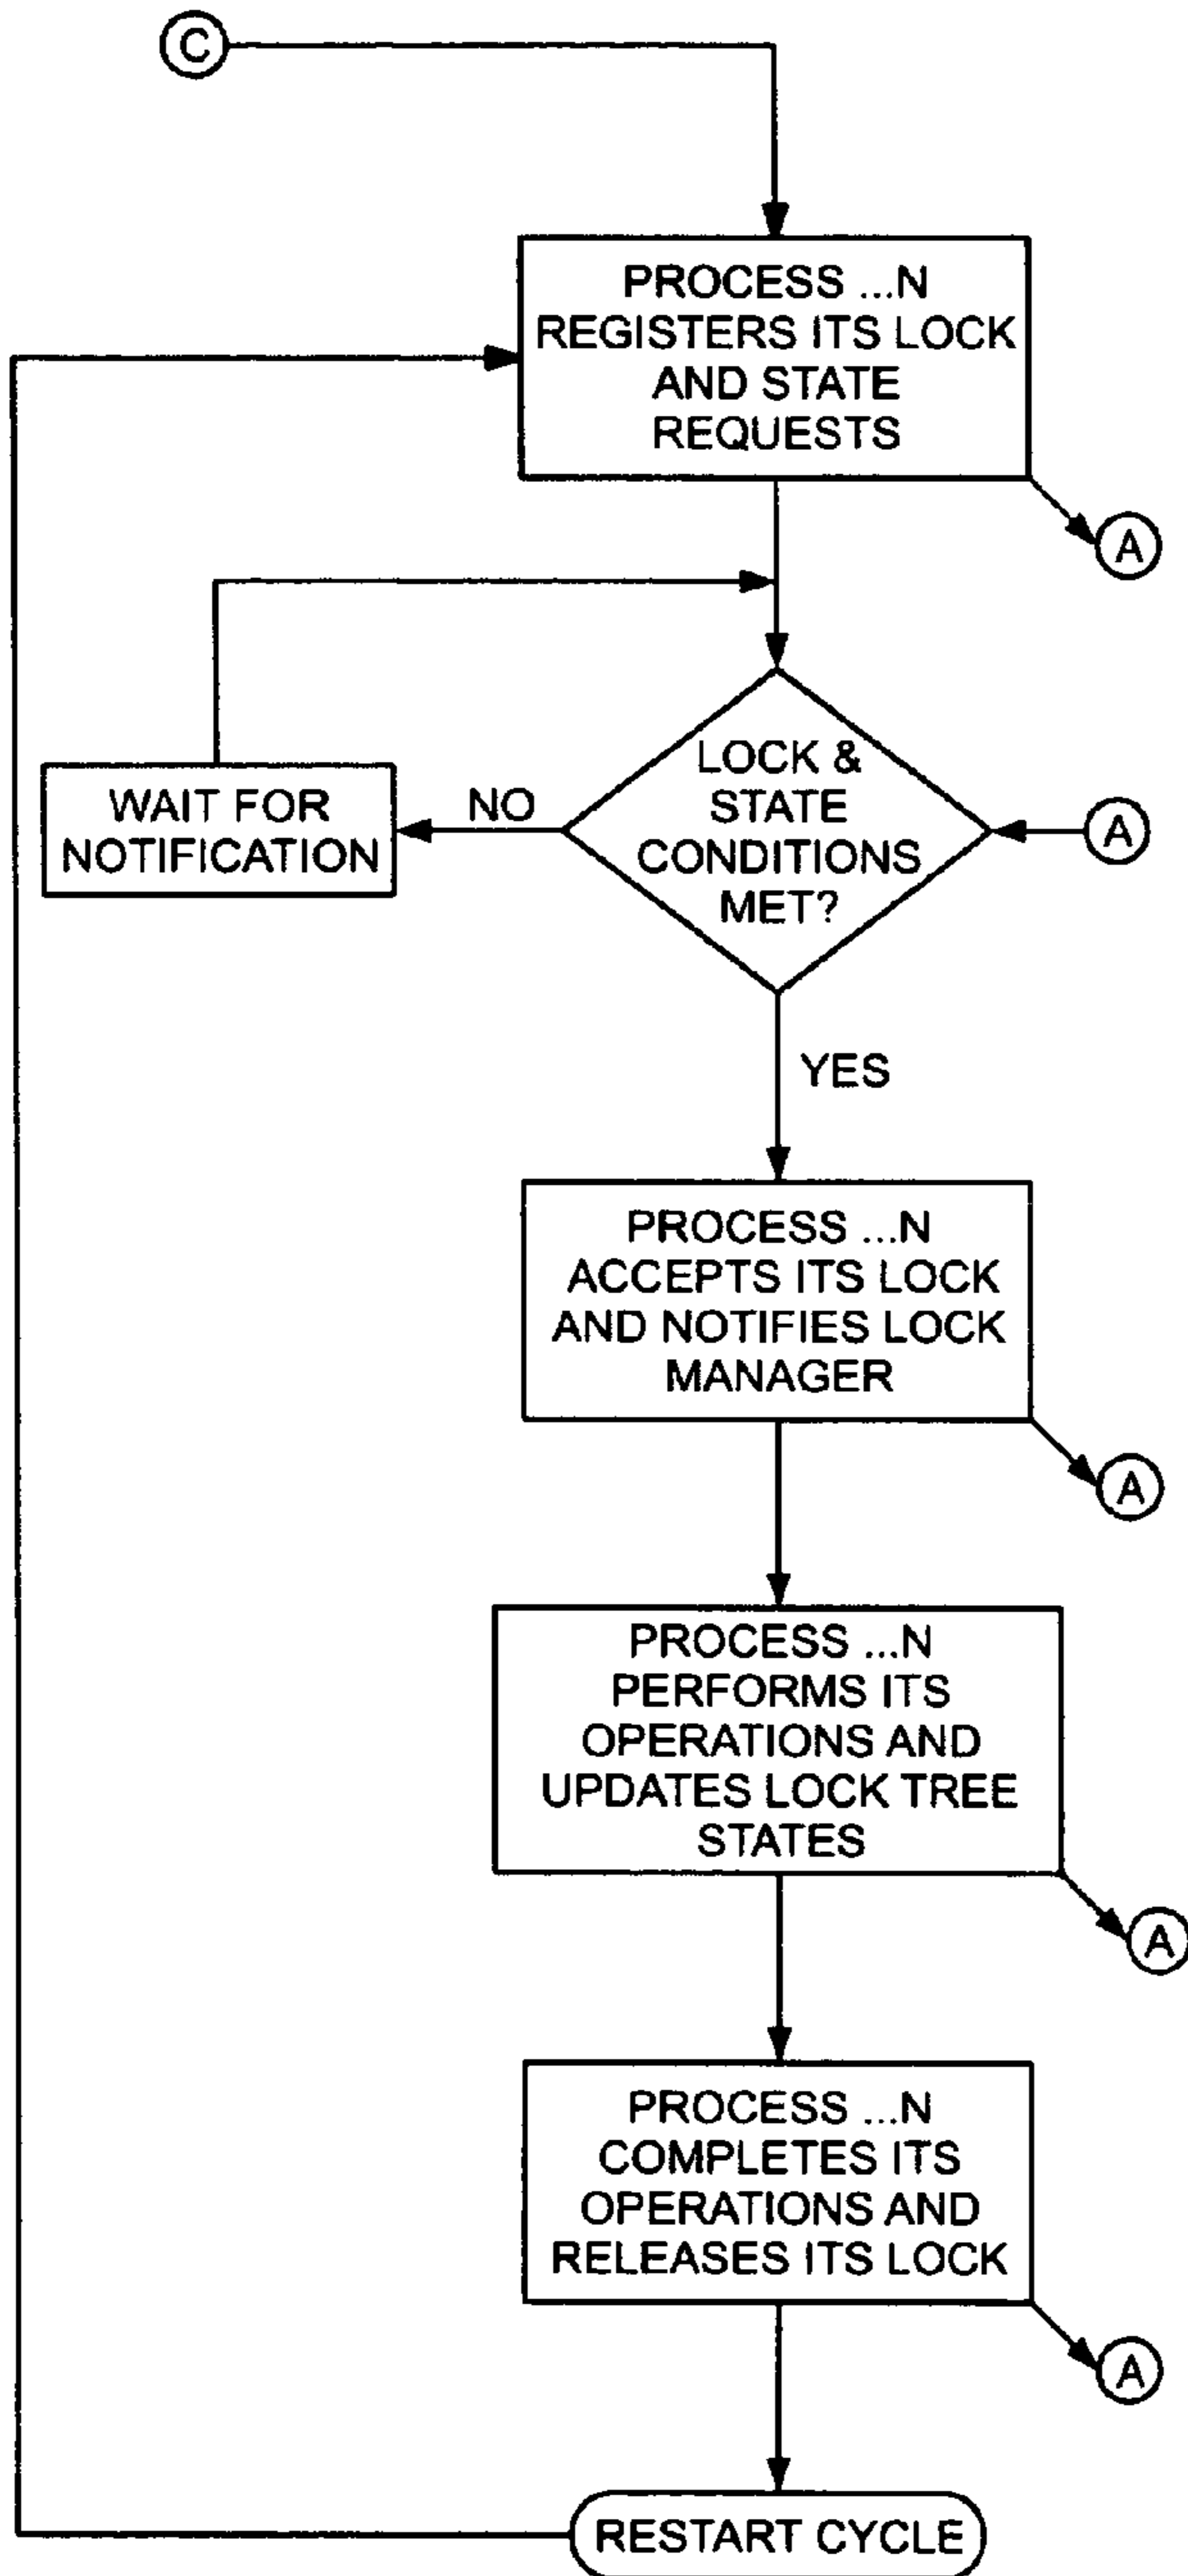 C
PROCESS ...N
REGISTERS ITS LOCK
AND STATE
REQUESTS
A
LOCK &
STATE
CONDITIONS
MET?
NO
WAIT FOR
NOTIFICATION
A
YES
PROCESS ...N
ACCEPTS ITS LOCK
AND NOTIFIES LOCK
MANAGER
A
PROCESS ...N
PERFORMS ITS
OPERATIONS AND
UPDATES LOCK TREE
STATES
A
PROCESS ...N
COMPLETES ITS
OPERATIONS AND
RELEASES ITS LOCK
A
RESTART CYCLE